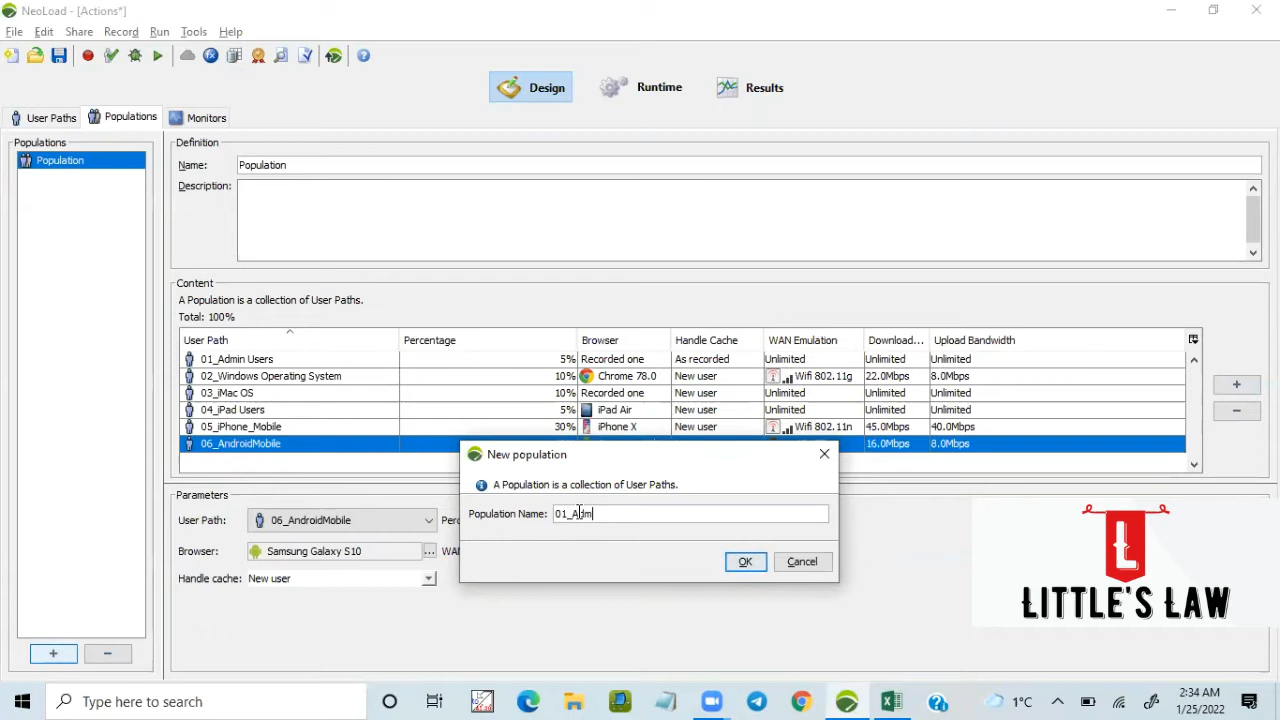 NeoLoad - [Actions*]
File Edit Share Record Run Tools Help
Design Runtime Results
User Paths Populations Monitors
Populations
Population
Definition
Name: Population
Description:
Content
A Population is a collection of User Paths.
Total: 100%
User Path Percentage Browser Handle Cache WAN Emulation Download... Upload Bandwidth
01_Admin Users 5% Recorded one As recorded Unlimited Unlimited Unlimited
02_Windows Operating System 10% Chrome 78.0 New user Wifi 802.11g 22.0Mbps 8.0Mbps
03_iMac OS 10% Recorded one New user Unlimited Unlimited Unlimited
04_iPad Users 5% iPad Air New user Unlimited Unlimited Unlimited
05_iPhone_Mobile 30% iPhone X New user Wifi 802.11n 45.0Mbps 40.0Mbps
06_AndroidMobile 16.0Mbps 8.0Mbps
New population
A Population is a collection of User Paths.
Population Name: 01_Adm
OK Cancel
Parameters
User Path: 06_AndroidMobile
Browser: Samsung Galaxy S10 ...
Handle cache: New user
LITTLE'S LAW
Type here to search
1°C
2:34 AM
1/25/2022